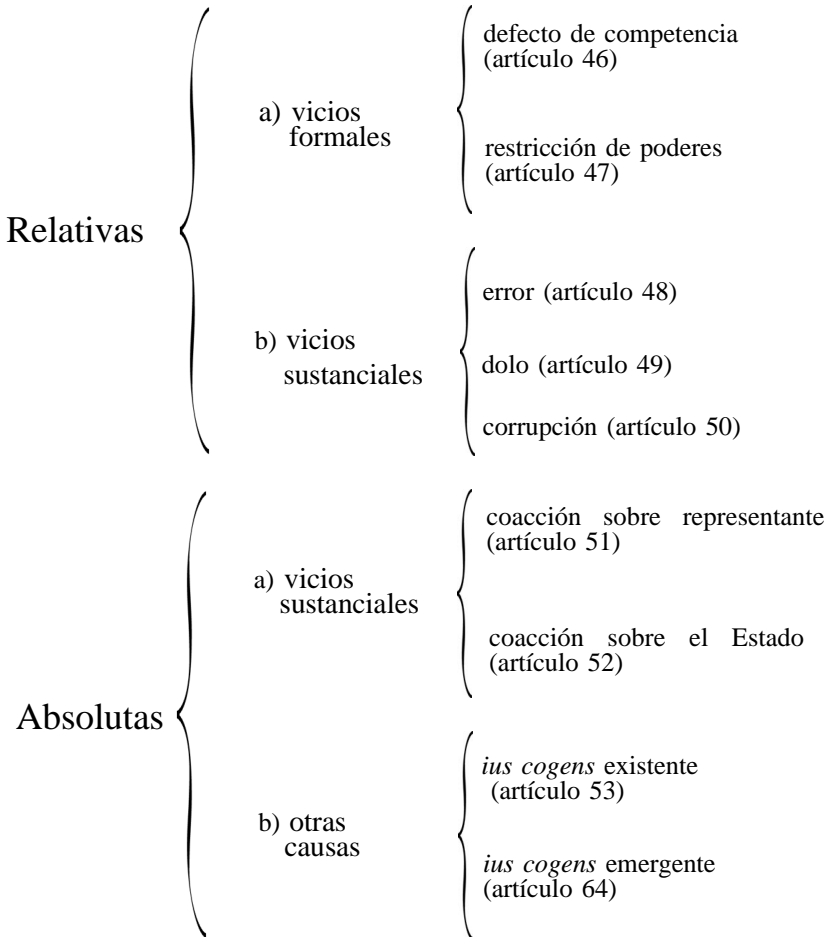 Relativas
a) vicios
formales
defecto de competencia
(artículo 46)
restricción de poderes
(artículo 47)
b) vicios
sustanciales
error (artículo 48)
dolo (artículo 49)
corrupción (artículo 50)
Absolutas
a) vicios
sustanciales
coacción sobre representante
(artículo 51)
coacción sobre el Estado
(artículo 52)
b) otras
causas
ius cogens existente
(artículo 53)
ius cogens emergente
(artículo 64)